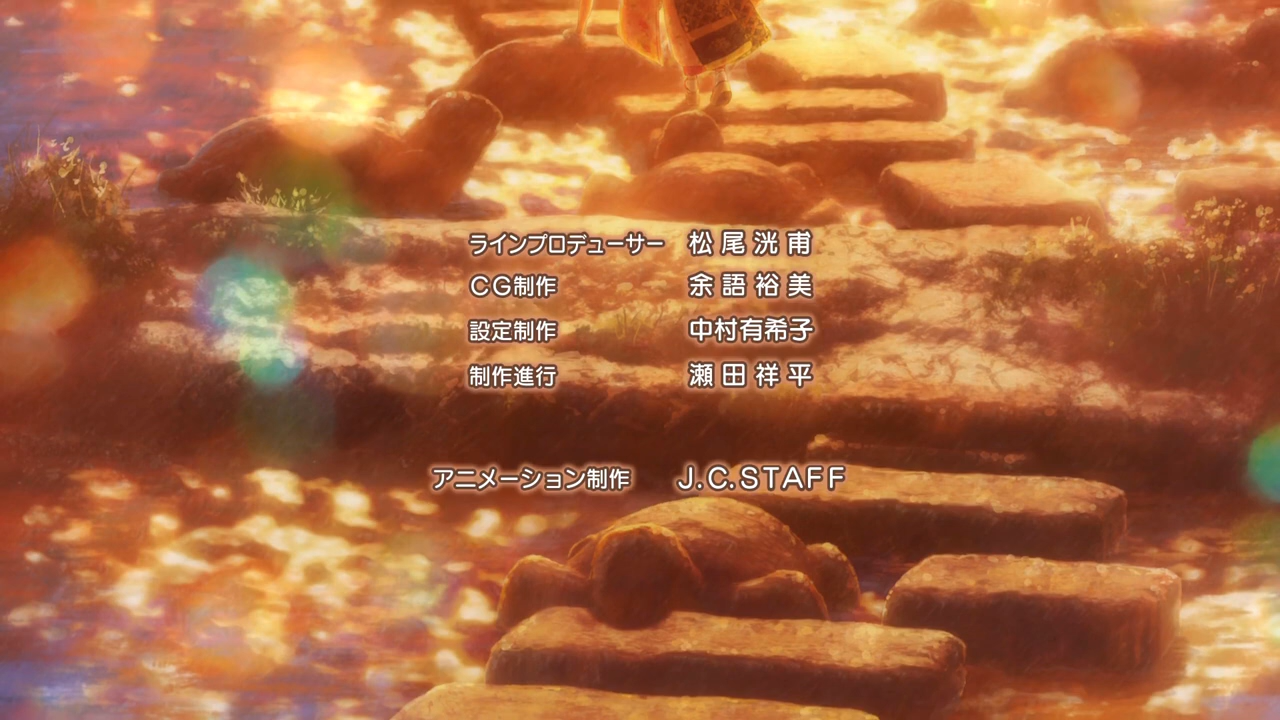 ラインプロデューサー 松尾洸甫
CG制作 余語裕美
設定制作 中村有希子
制作進行 瀬田祥平
アニメーション制作 J.C.STAFF